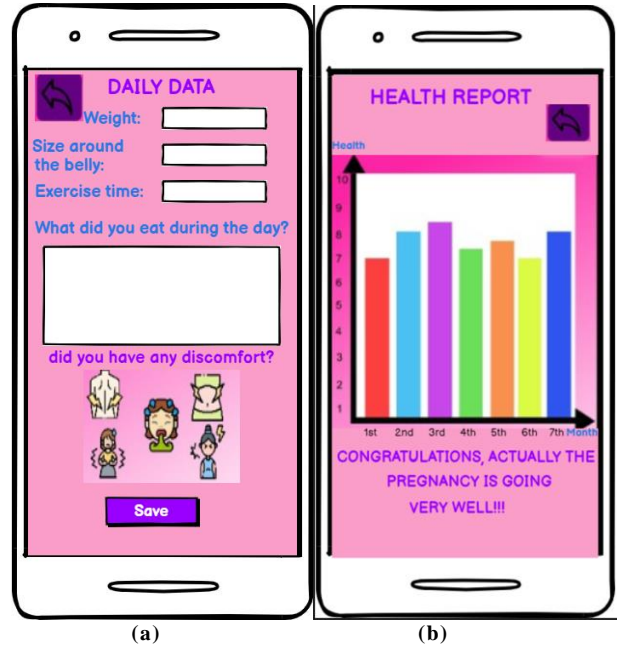 DAILY DATA
Weight:
Size around
the belly:
Exercise time:
What did you eat during the day?
did you have any discomfort?
Save
(a)
HEALTH REPORT
Health
10
9
8
7
6
5
4
3
2
1
1st 2nd 3rd 4th 5th 6th 7th Month
CONGRATULATIONS, ACTUALLY THE
PREGNANCY IS GOING
VERY WELL!!!
(b)